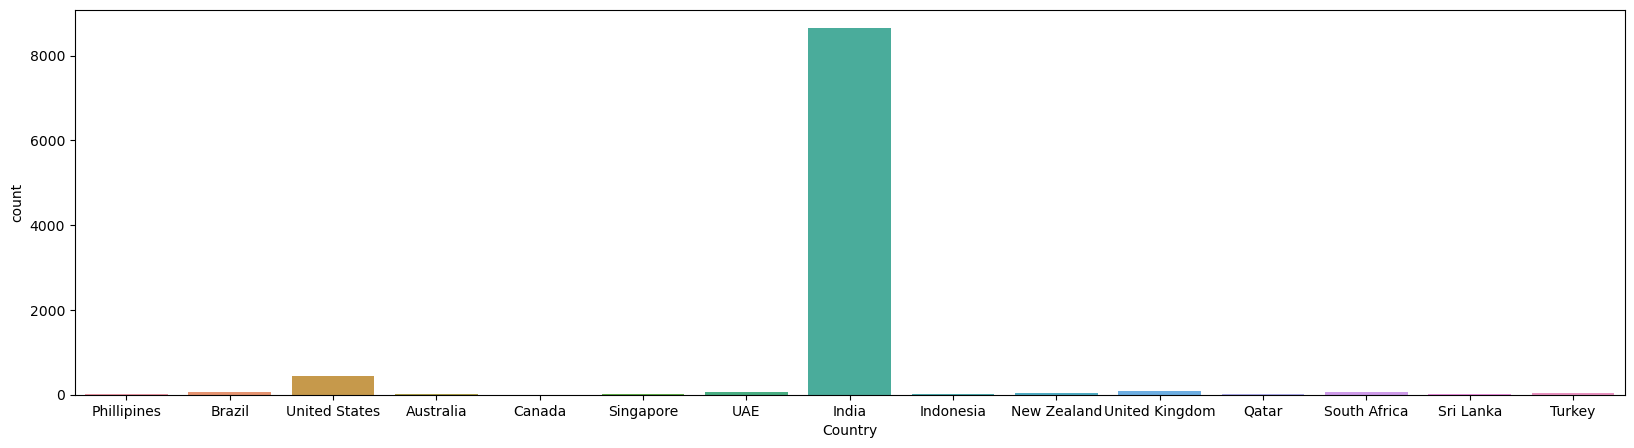 8000
6000
4000
2000
0
count
Phillipines Brazil United States Australia Canada Singapore UAE India Indonesia New Zealand United Kingdom Qatar South Africa Sri Lanka Turkey
Country